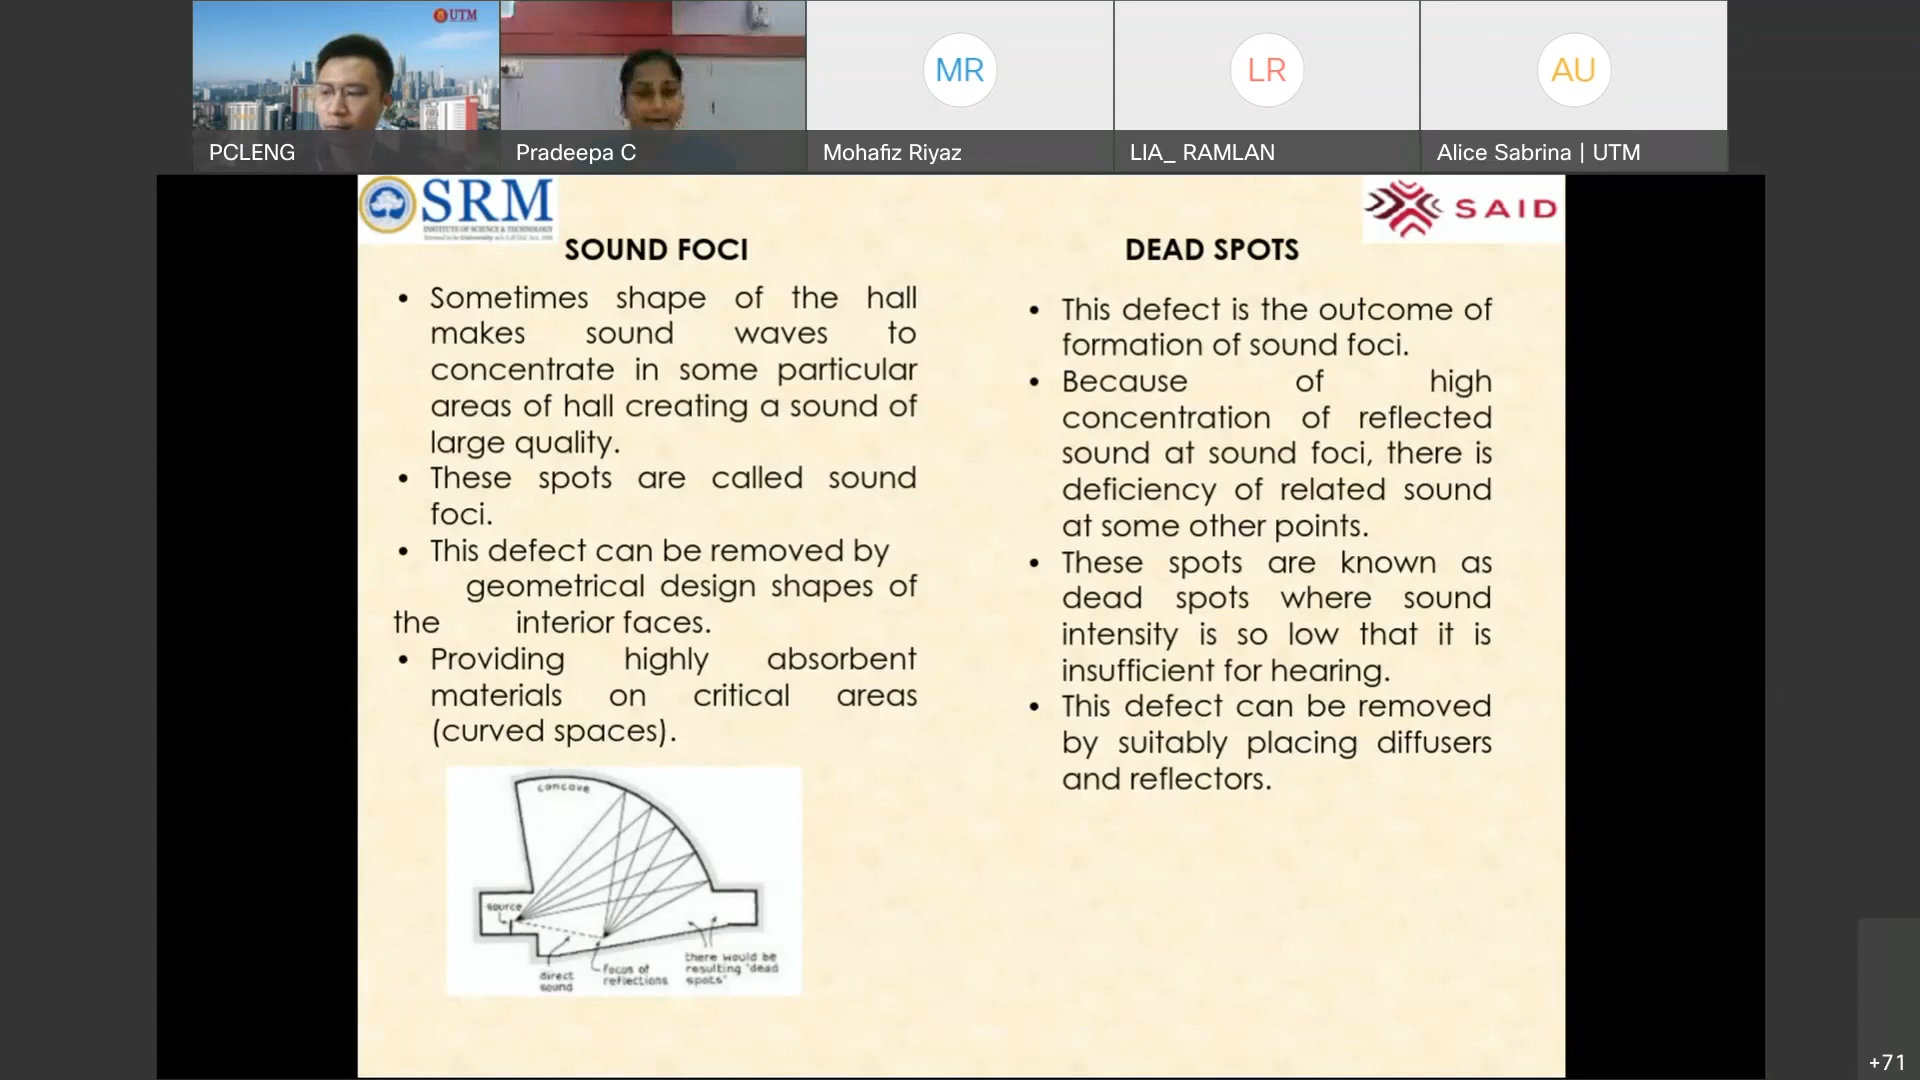 UTM
MR
LR
AU
PCLENG
Pradeepa C
Mohafiz Riyaz
LIA_ RAMLAN
Alice Sabrina | UTM
SRM
INSTITUTE OF SCIENCE & TECHNOLOGY
SAID
SOUND FOCI
• Sometimes shape of the hall
makes sound waves to
concentrate in some particular
areas of hall creating a sound of
large quality.
• These spots are called sound
foci.
• This defect can be removed by
geometrical design shapes of
the interior faces.
• Providing highly absorbent
materials on critical areas
(curved spaces).
concave
source
direct
sound
focus of
reflections
there would be
resulting 'dead
spots'
DEAD SPOTS
• This defect is the outcome of
formation of sound foci.
• Because of high
concentration of reflected
sound at sound foci, there is
deficiency of related sound
at some other points.
• These spots are known as
dead spots where sound
intensity is so low that it is
insufficient for hearing.
• This defect can be removed
by suitably placing diffusers
and reflectors.
+71